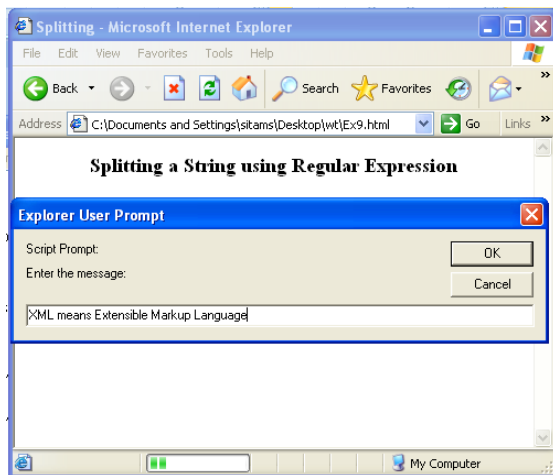 Splitting - Microsoft Internet Explorer
File Edit View Favorites Tools Help
Back Search Favorites »
Address C:\Documents and Settings\sitams\Desktop\wt\Ex9.html Go Links »
Splitting a String using Regular Expression
Explorer User Prompt
Script Prompt:
OK
Enter the message:
Cancel
XML means Extensible Markup Language
My Computer